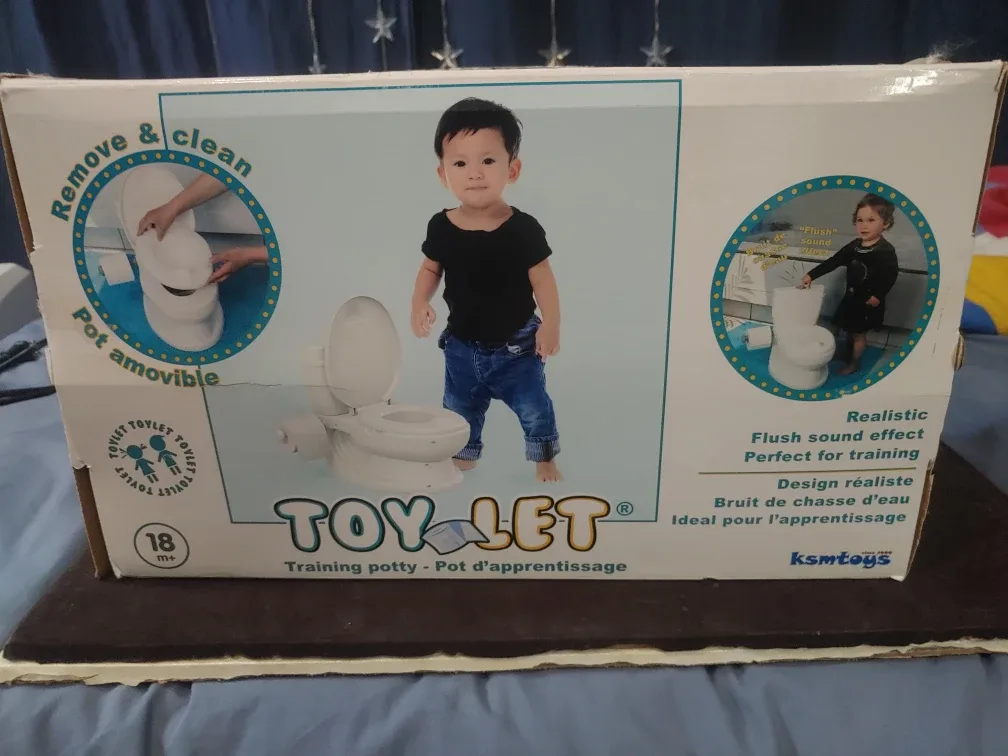 Remove & clean
Pot amovible
"Flush"
sound
TOYLET TOYLET TOYLET TOYLET
18
m+
TOY LET®
Training potty - Pot d'apprentissage
Realistic
Flush sound effect
Perfect for training
Design réaliste
Bruit de chasse d'eau
Ideal pour l'apprentissage
ksmtoys